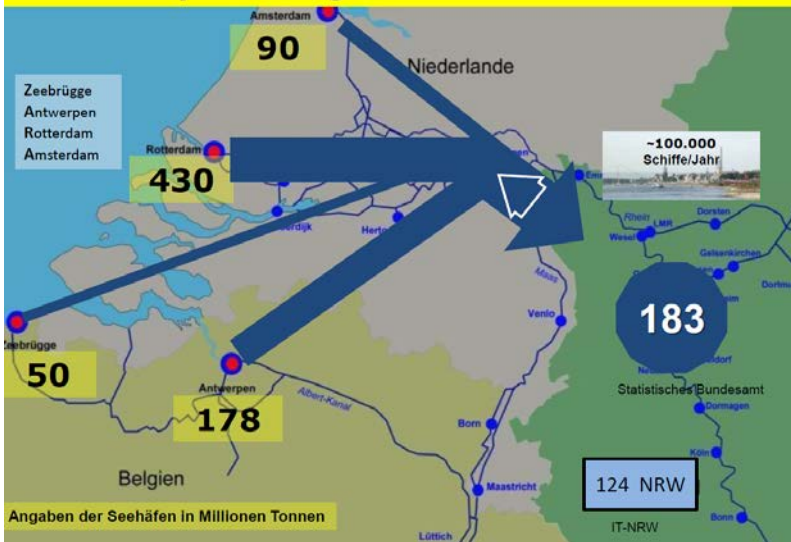 Amsterdam
90
Niederlande
Zeebrügge
Antwerpen
Rotterdam
Amsterdam
~100.000
Schiffe/Jahr
Rotterdam
430
Rhein
LMR
Dorsten
Wesel
Gelsenkirchen
Maas
183
Venlo
Zeebrügge
50
Antwerpen
178
Albert-Kanal
Statistisches Bundesamt
Dormagen
Born
Köln
Belgien
124 NRW
Maastricht
Angaben der Seehäfen in Millionen Tonnen
Bonn
IT-NRW
Lüttich